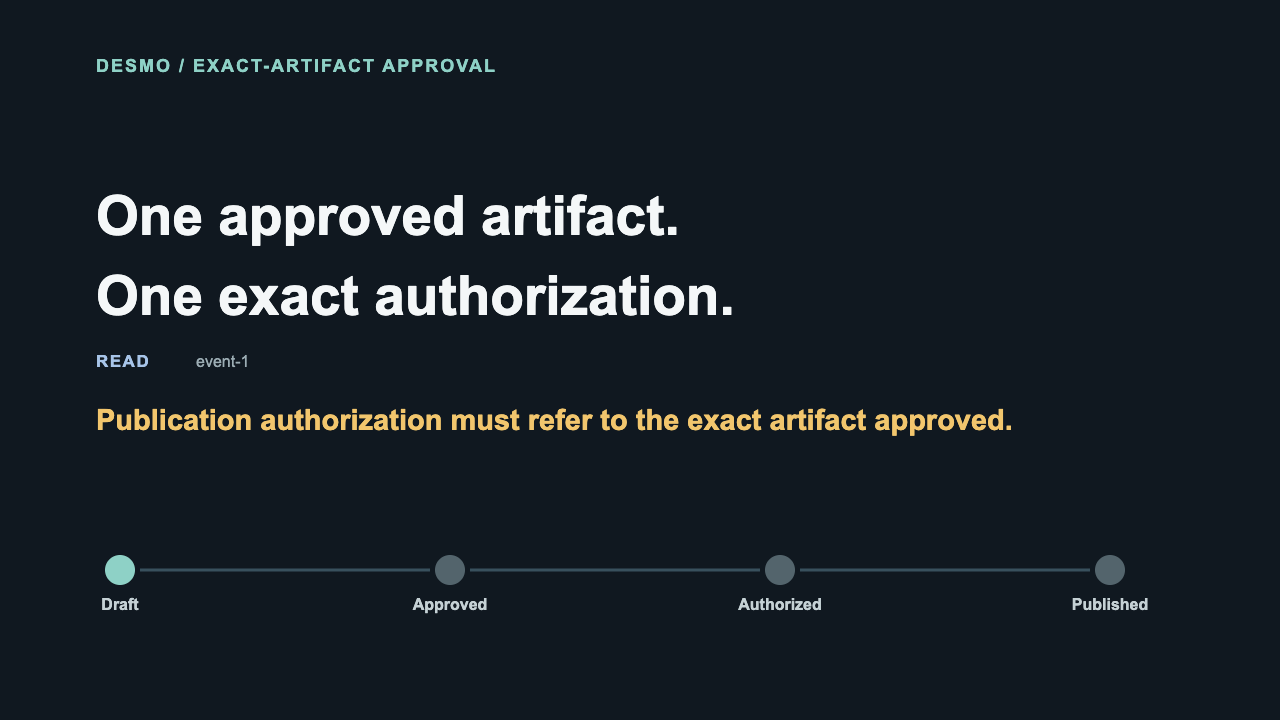 DESMO / EXACT-ARTIFACT APPROVAL
One approved artifact.
One exact authorization.
READ event-1
Publication authorization must refer to the exact artifact approved.
Draft Approved Authorized Published